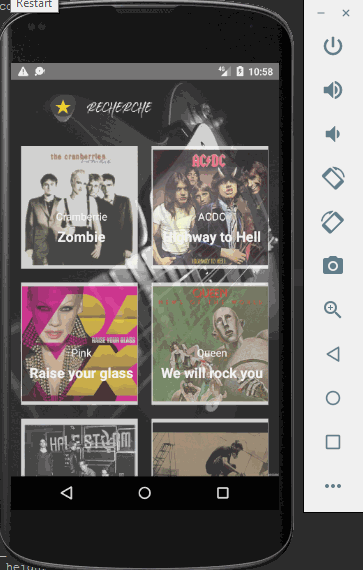 Restart
4G
10:58
RECHERCHE
the cranberries
Cramberrie
Zombie
AC/DC
ACDC
Highway to Hell
HIGHWAY TO HELL
RAISE YOUR GLASS
Pink
Raise your glass
QUEEN
Queen
We will rock you
HALESTORM